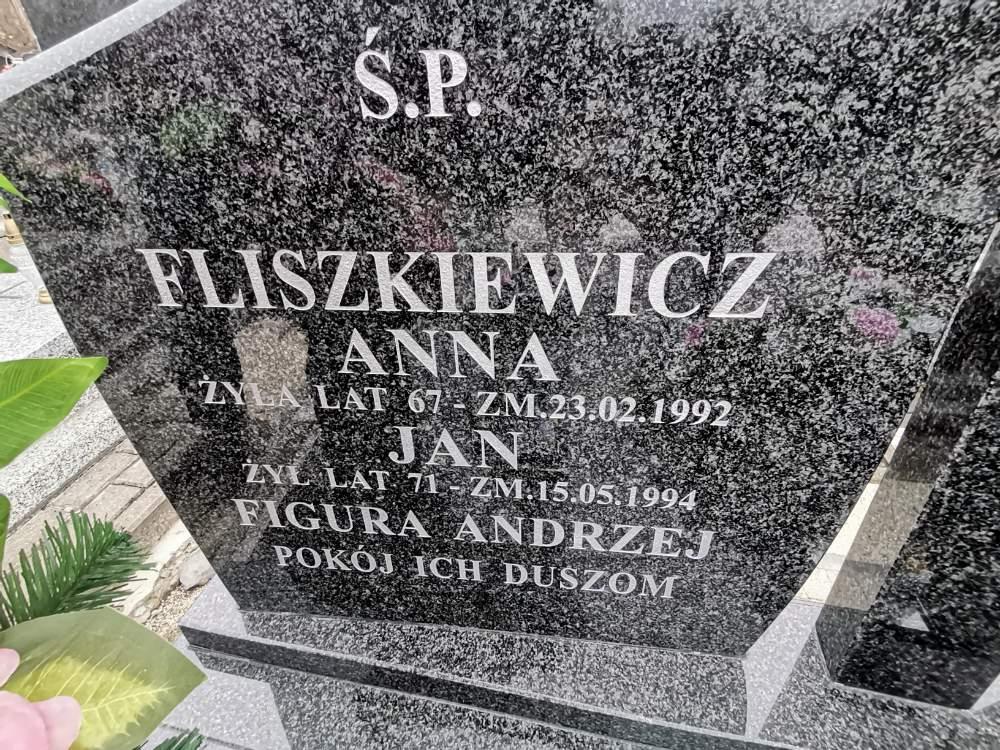 Ś.P.
FLISZKIEWICZ
ANNA
ŻYŁA LAT 67 - ZM.23.02.1992
JAN
ŻYŁ LAT 71 - ZM.15.05.1994
FIGURA ANDRZEJ
POKÓJ ICH DUSZOM